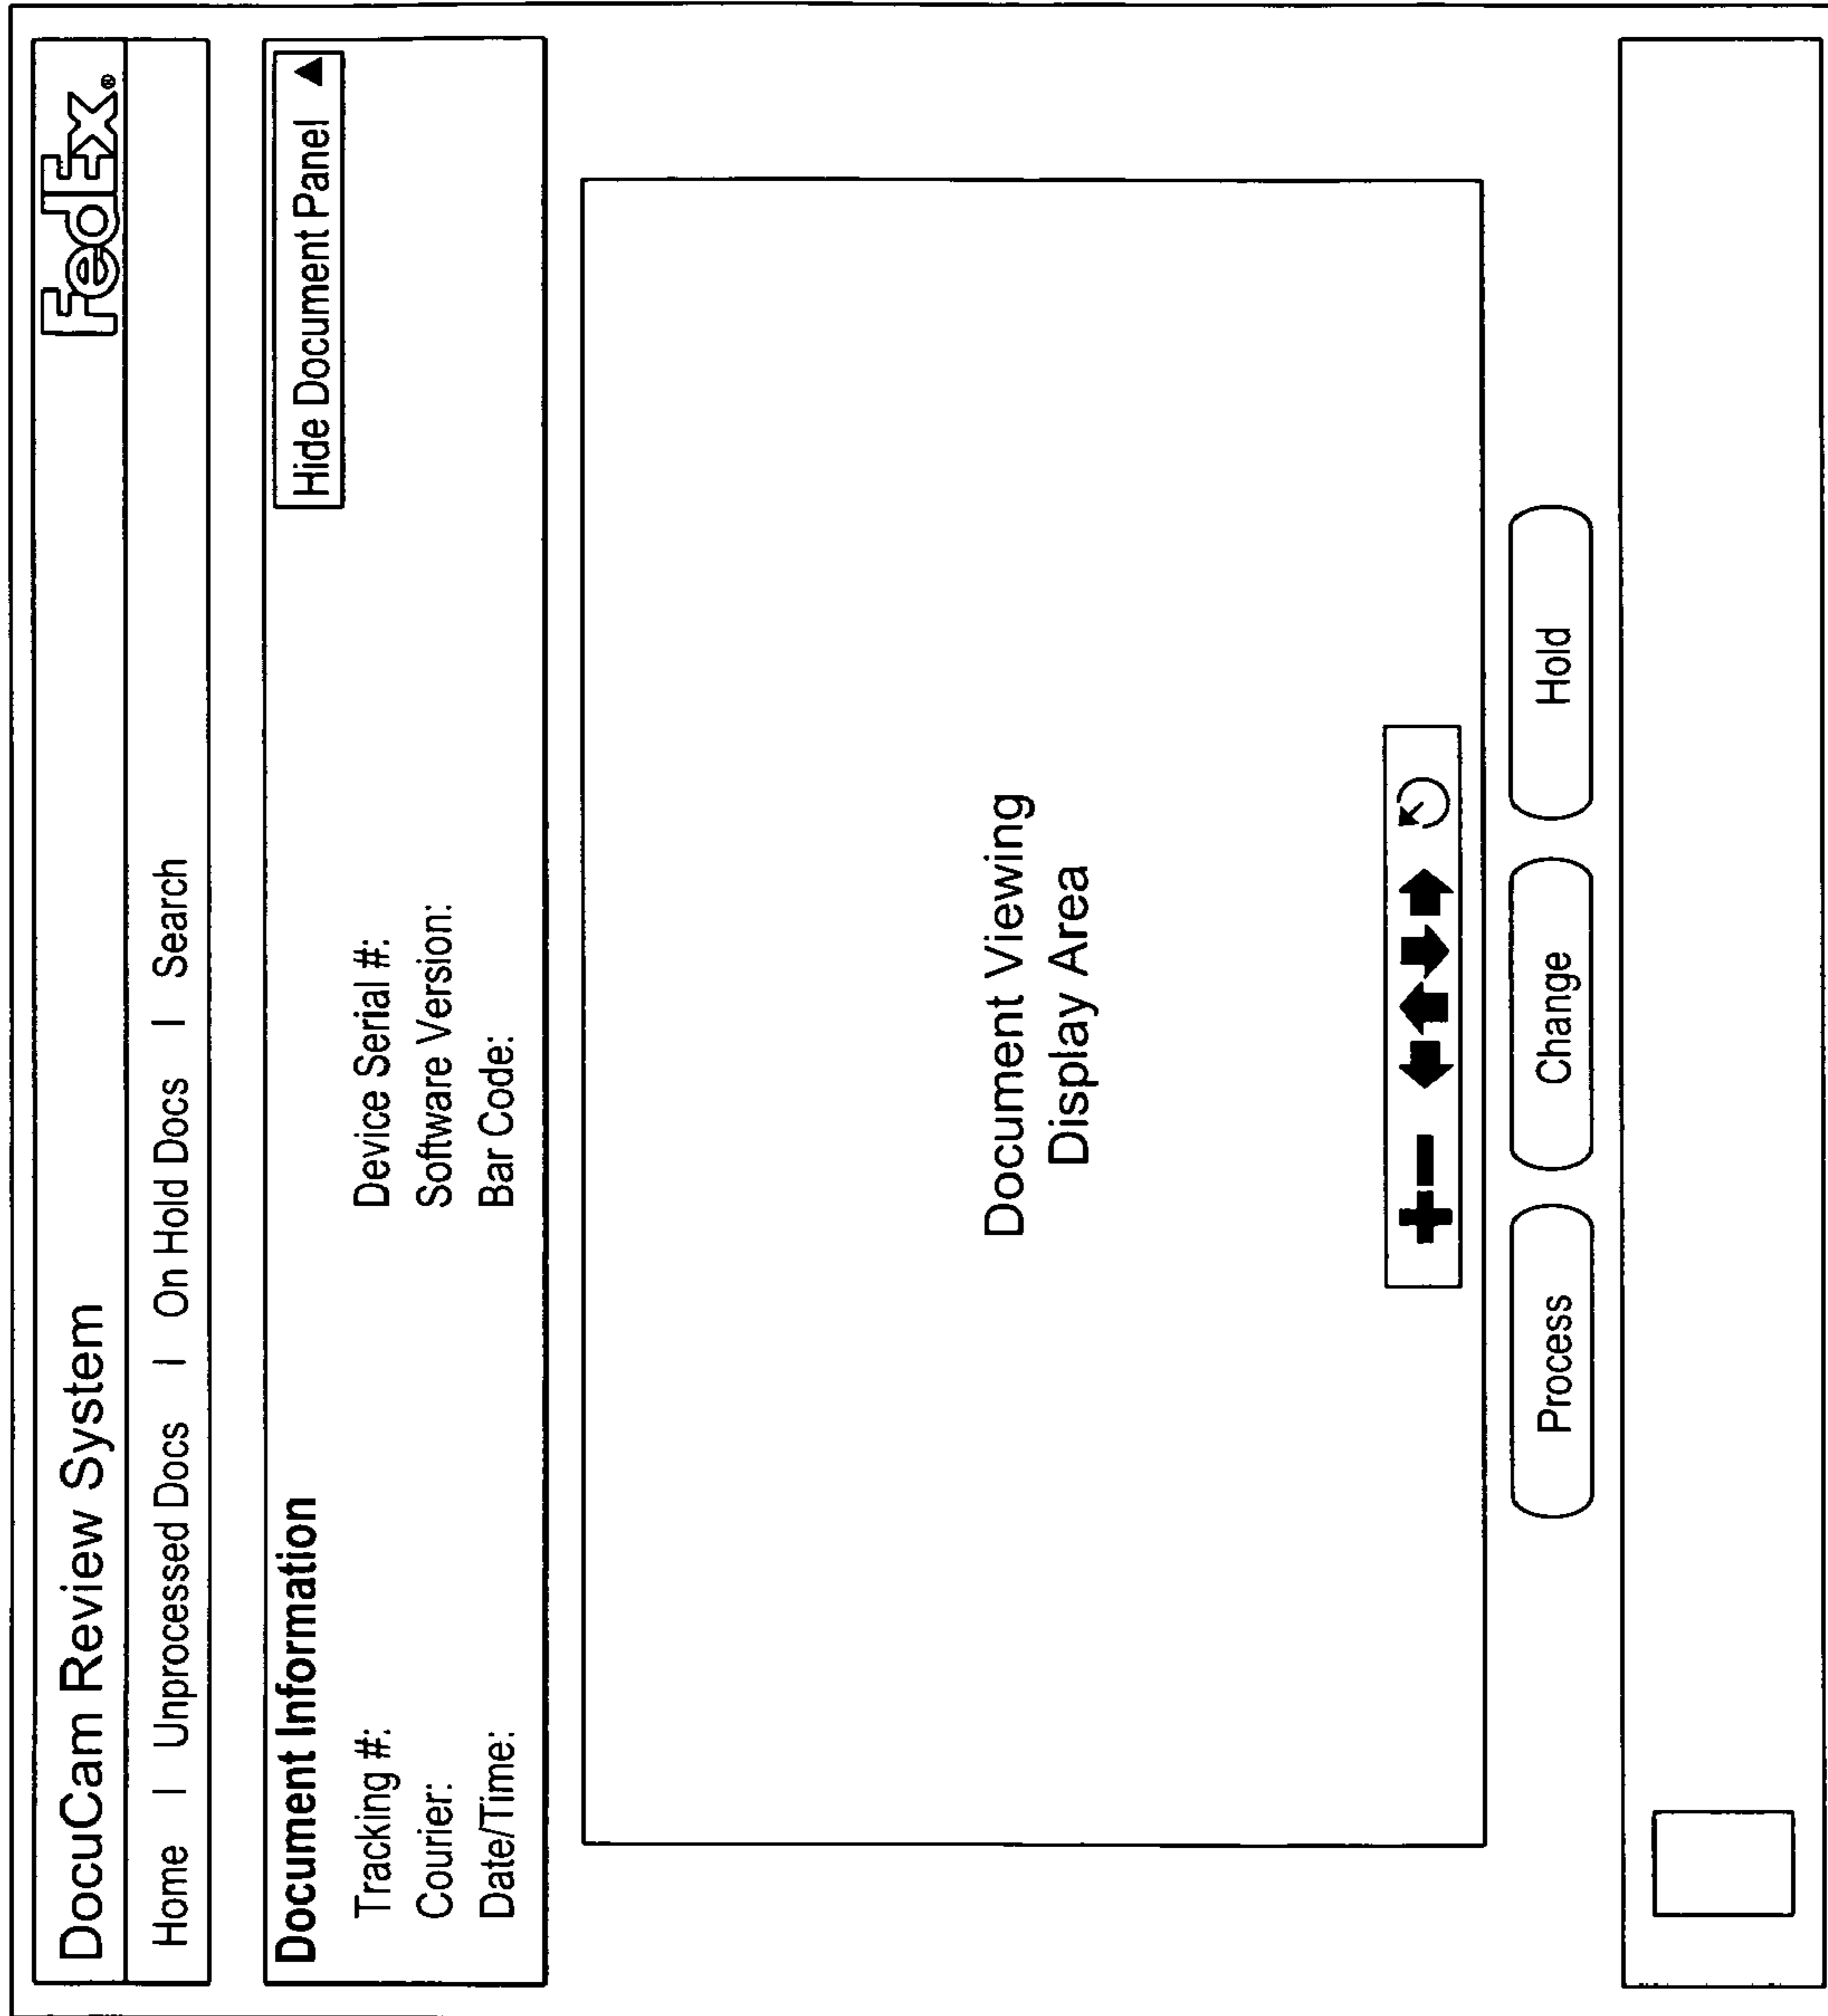 DocuCam Review System
FedEx®
Home | Unprocessed Docs | On Hold Docs | Search
Document Information
Hide Document Panel
Tracking #:
Device Serial #:
Courier:
Software Version:
Date/Time:
Bar Code:
Document Viewing
Display Area
Process
Change
Hold